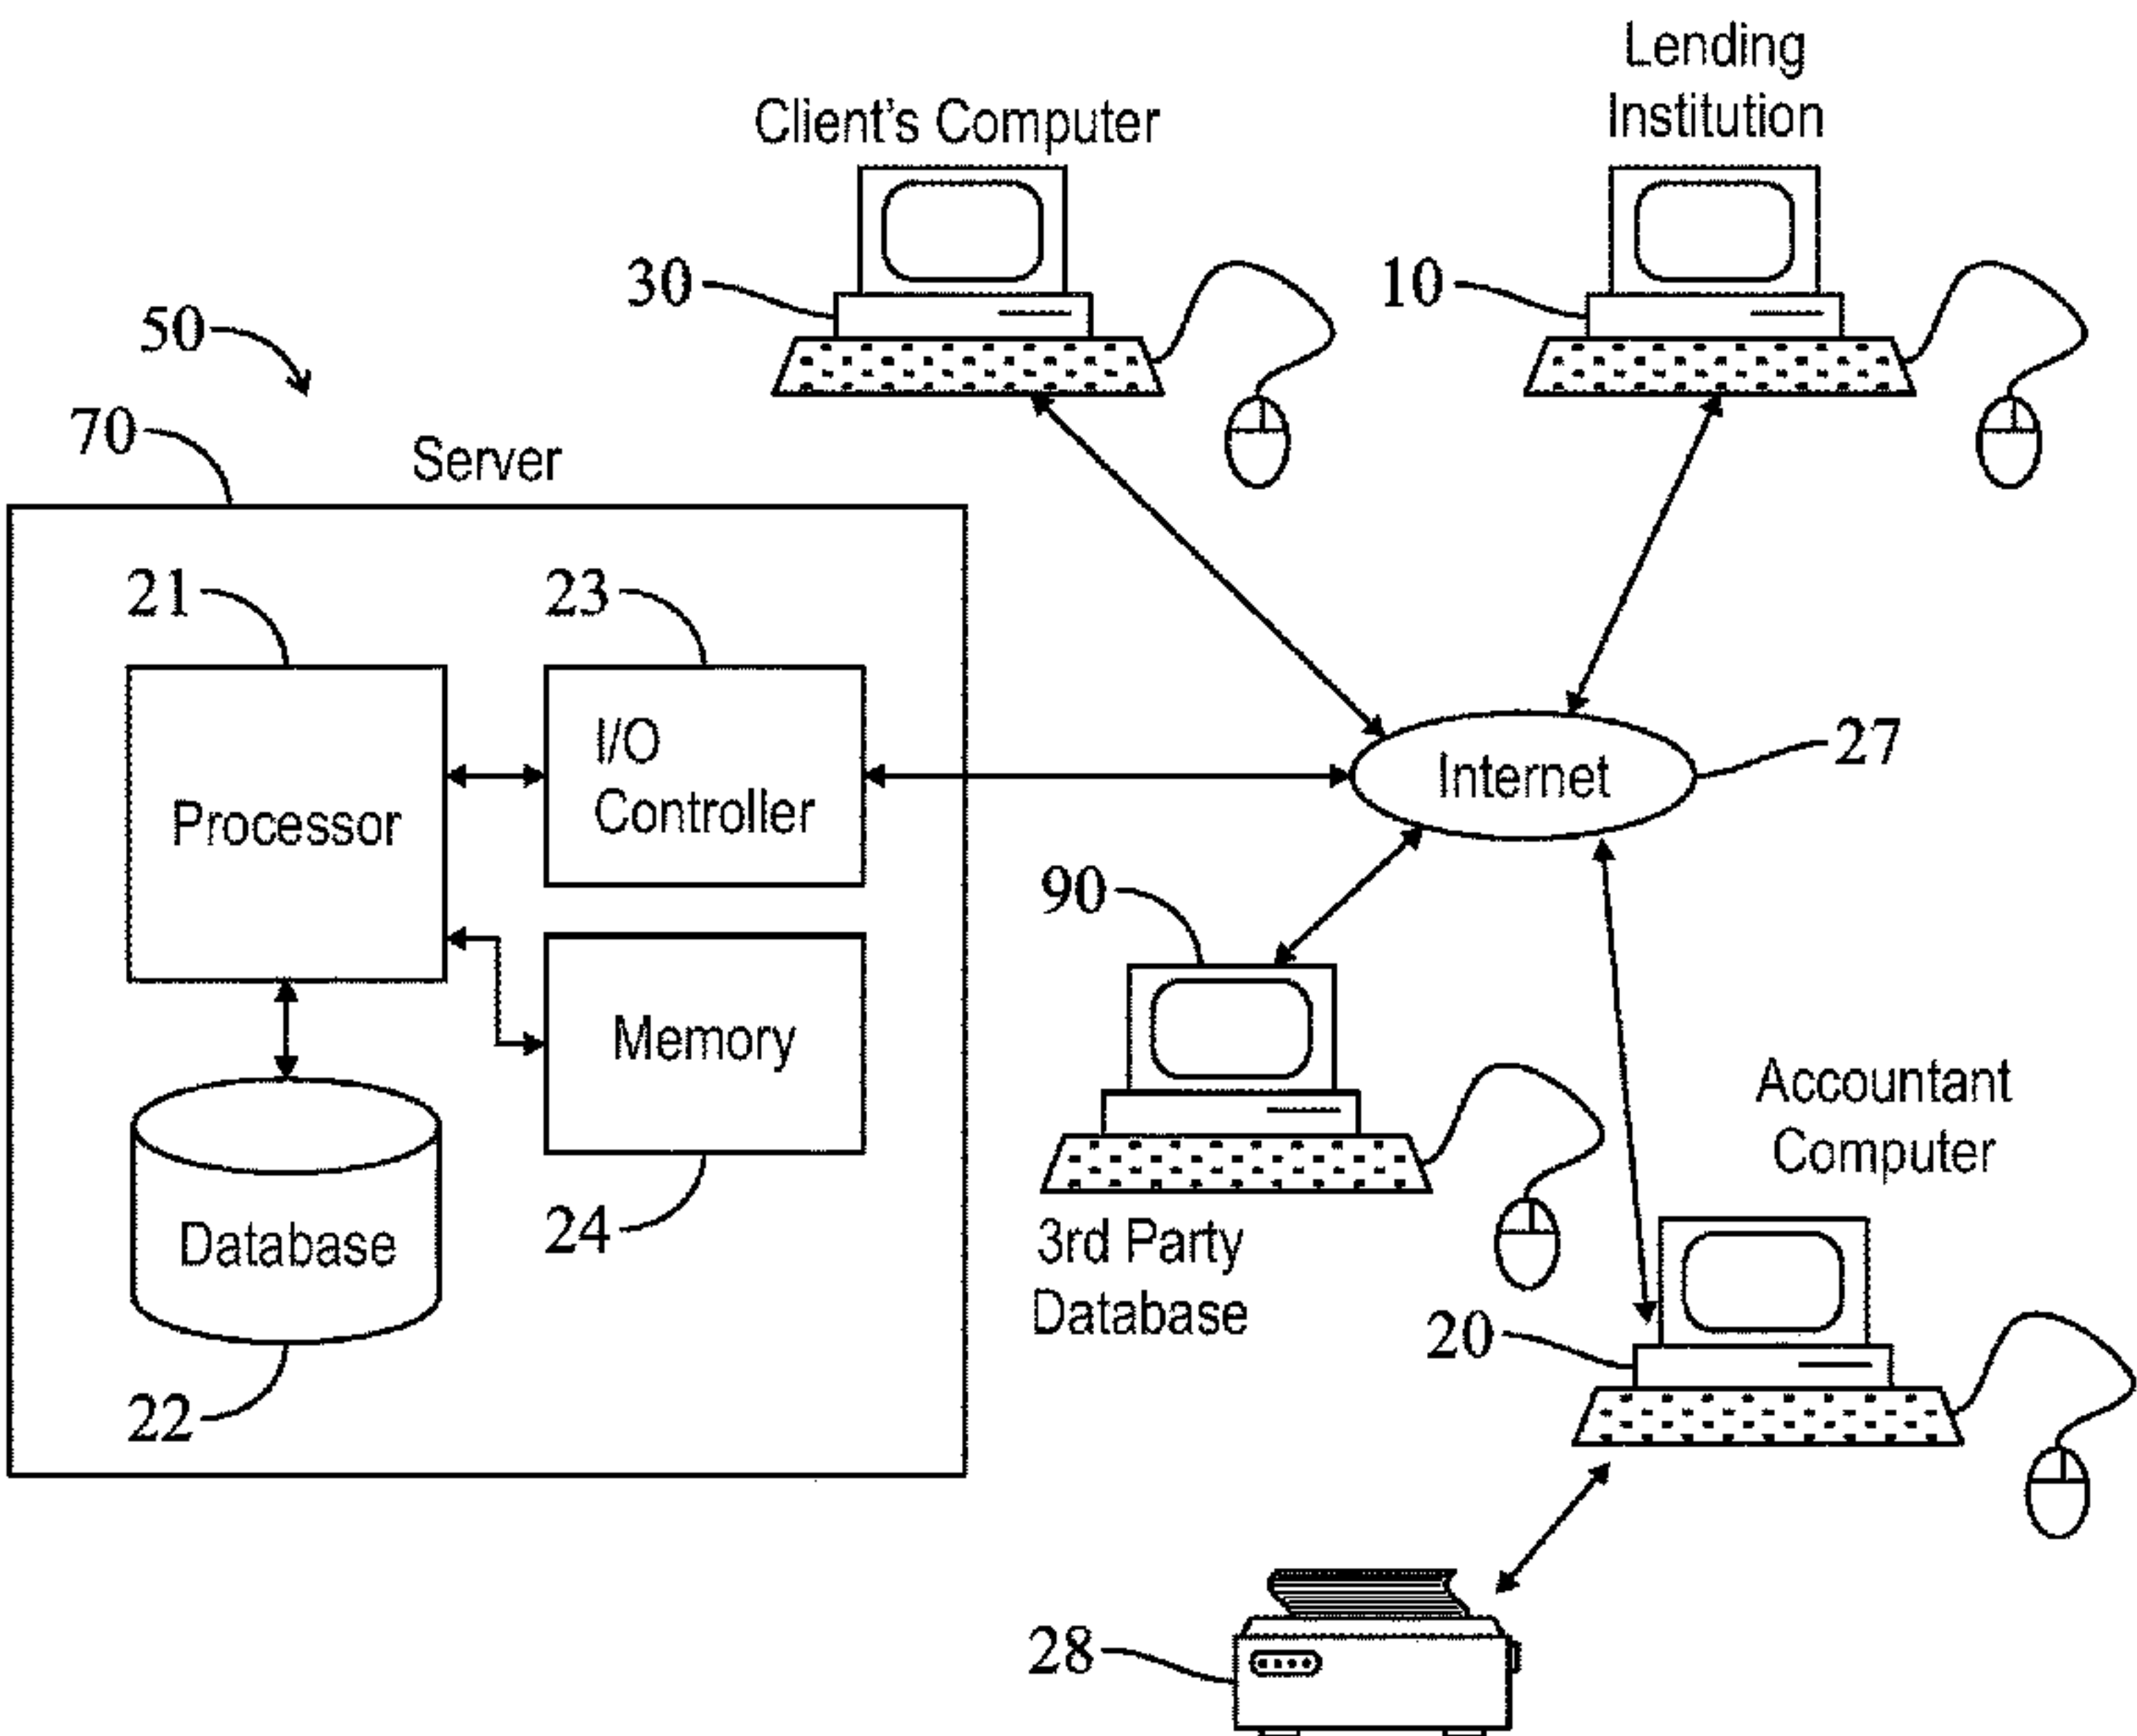 Lending
Institution
Client's Computer
30
10
50
70
Server
21
23
I/O
Controller
Processor
Internet
27
90
Memory
24
Database
22
3rd Party
Database
Accountant
Computer
20
28